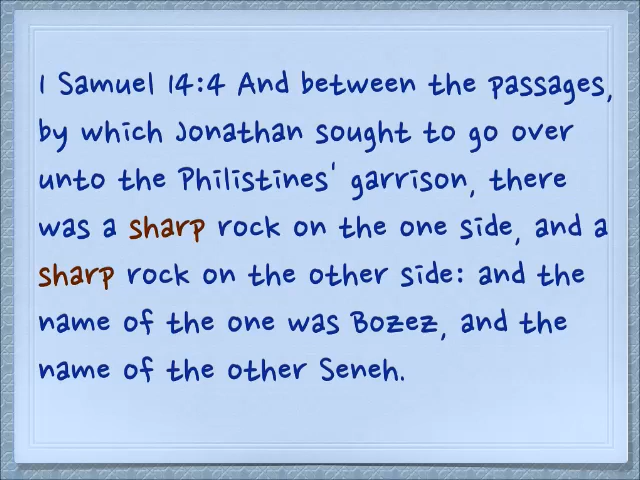 1 Samuel 14:4 And between the passages,
by which Jonathan sought to go over
unto the Philistines' garrison, there
was a sharp rock on the one side, and a
sharp rock on the other side: and the
name of the one was Bozez, and the
name of the other Seneh.